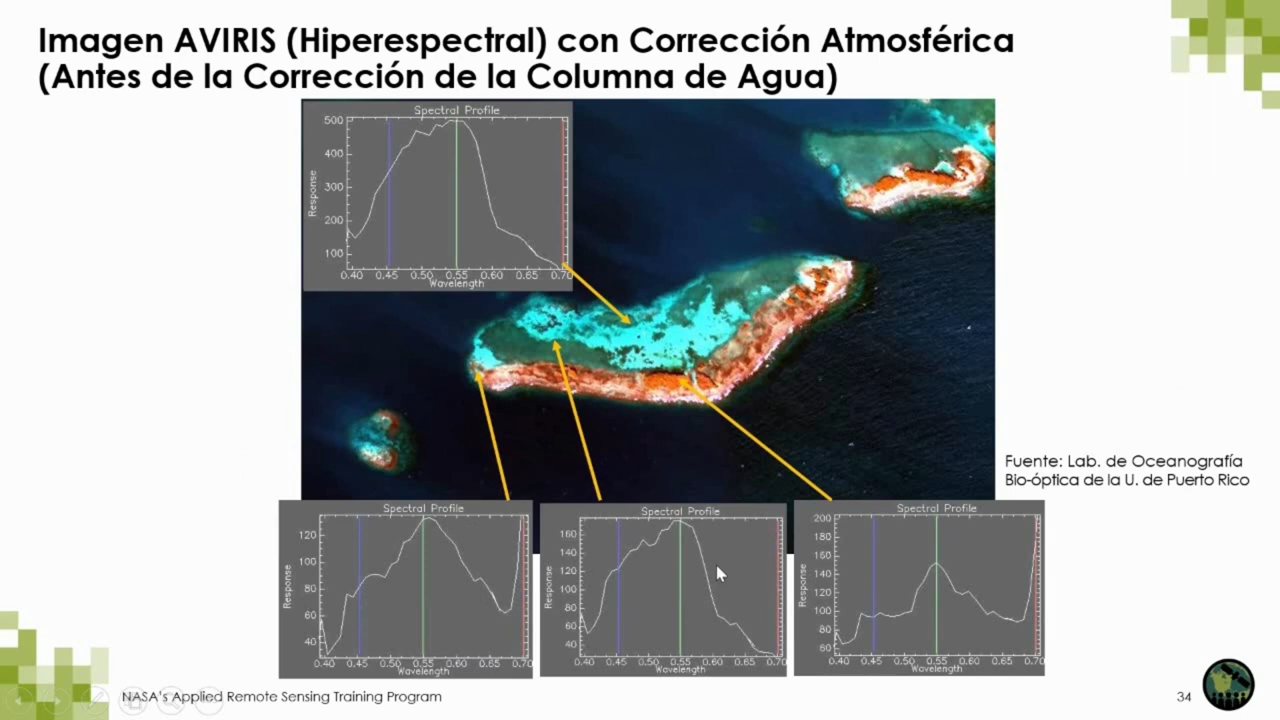 Imagen AVIRIS (Hiperespectral) con Corrección Atmosférica
(Antes de la Corrección de la Columna de Agua)
Spectral Profile
Response
500
400
300
200
100
0.40 0.45 0.50 0.55 0.60 0.65 0.70
Wavelength
Fuente: Lab. de Oceanografía
Bio-óptica de la U. de Puerto Rico
Spectral Profile
Response
120
100
80
60
40
0.40 0.45 0.50 0.55 0.60 0.65 0.70
Wavelength
Spectral Profile
Response
160
140
120
100
80
60
40
0.40 0.45 0.50 0.55 0.60 0.65 0.70
Wavelength
Spectral Profile
Response
200
180
160
140
120
100
80
60
0.40 0.45 0.50 0.55 0.60 0.65 0.70
Wavelength
NASA's Applied Remote Sensing Training Program
34